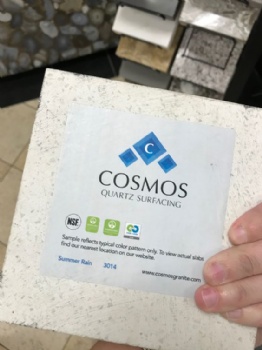 C
COSMOS
QUARTZ SURFACING
NSF
Sample reflects typical color pattern only. To view actual slabs
find our nearest location on our website.
Summer Rain 3014
www.cosmosgranite.com